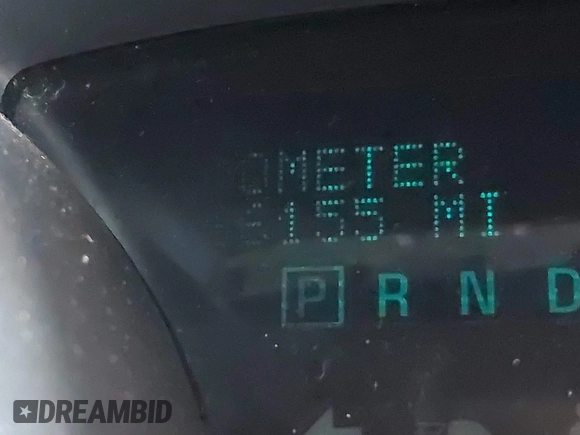 OMETER
155 MI
P R N D
DREAMBID